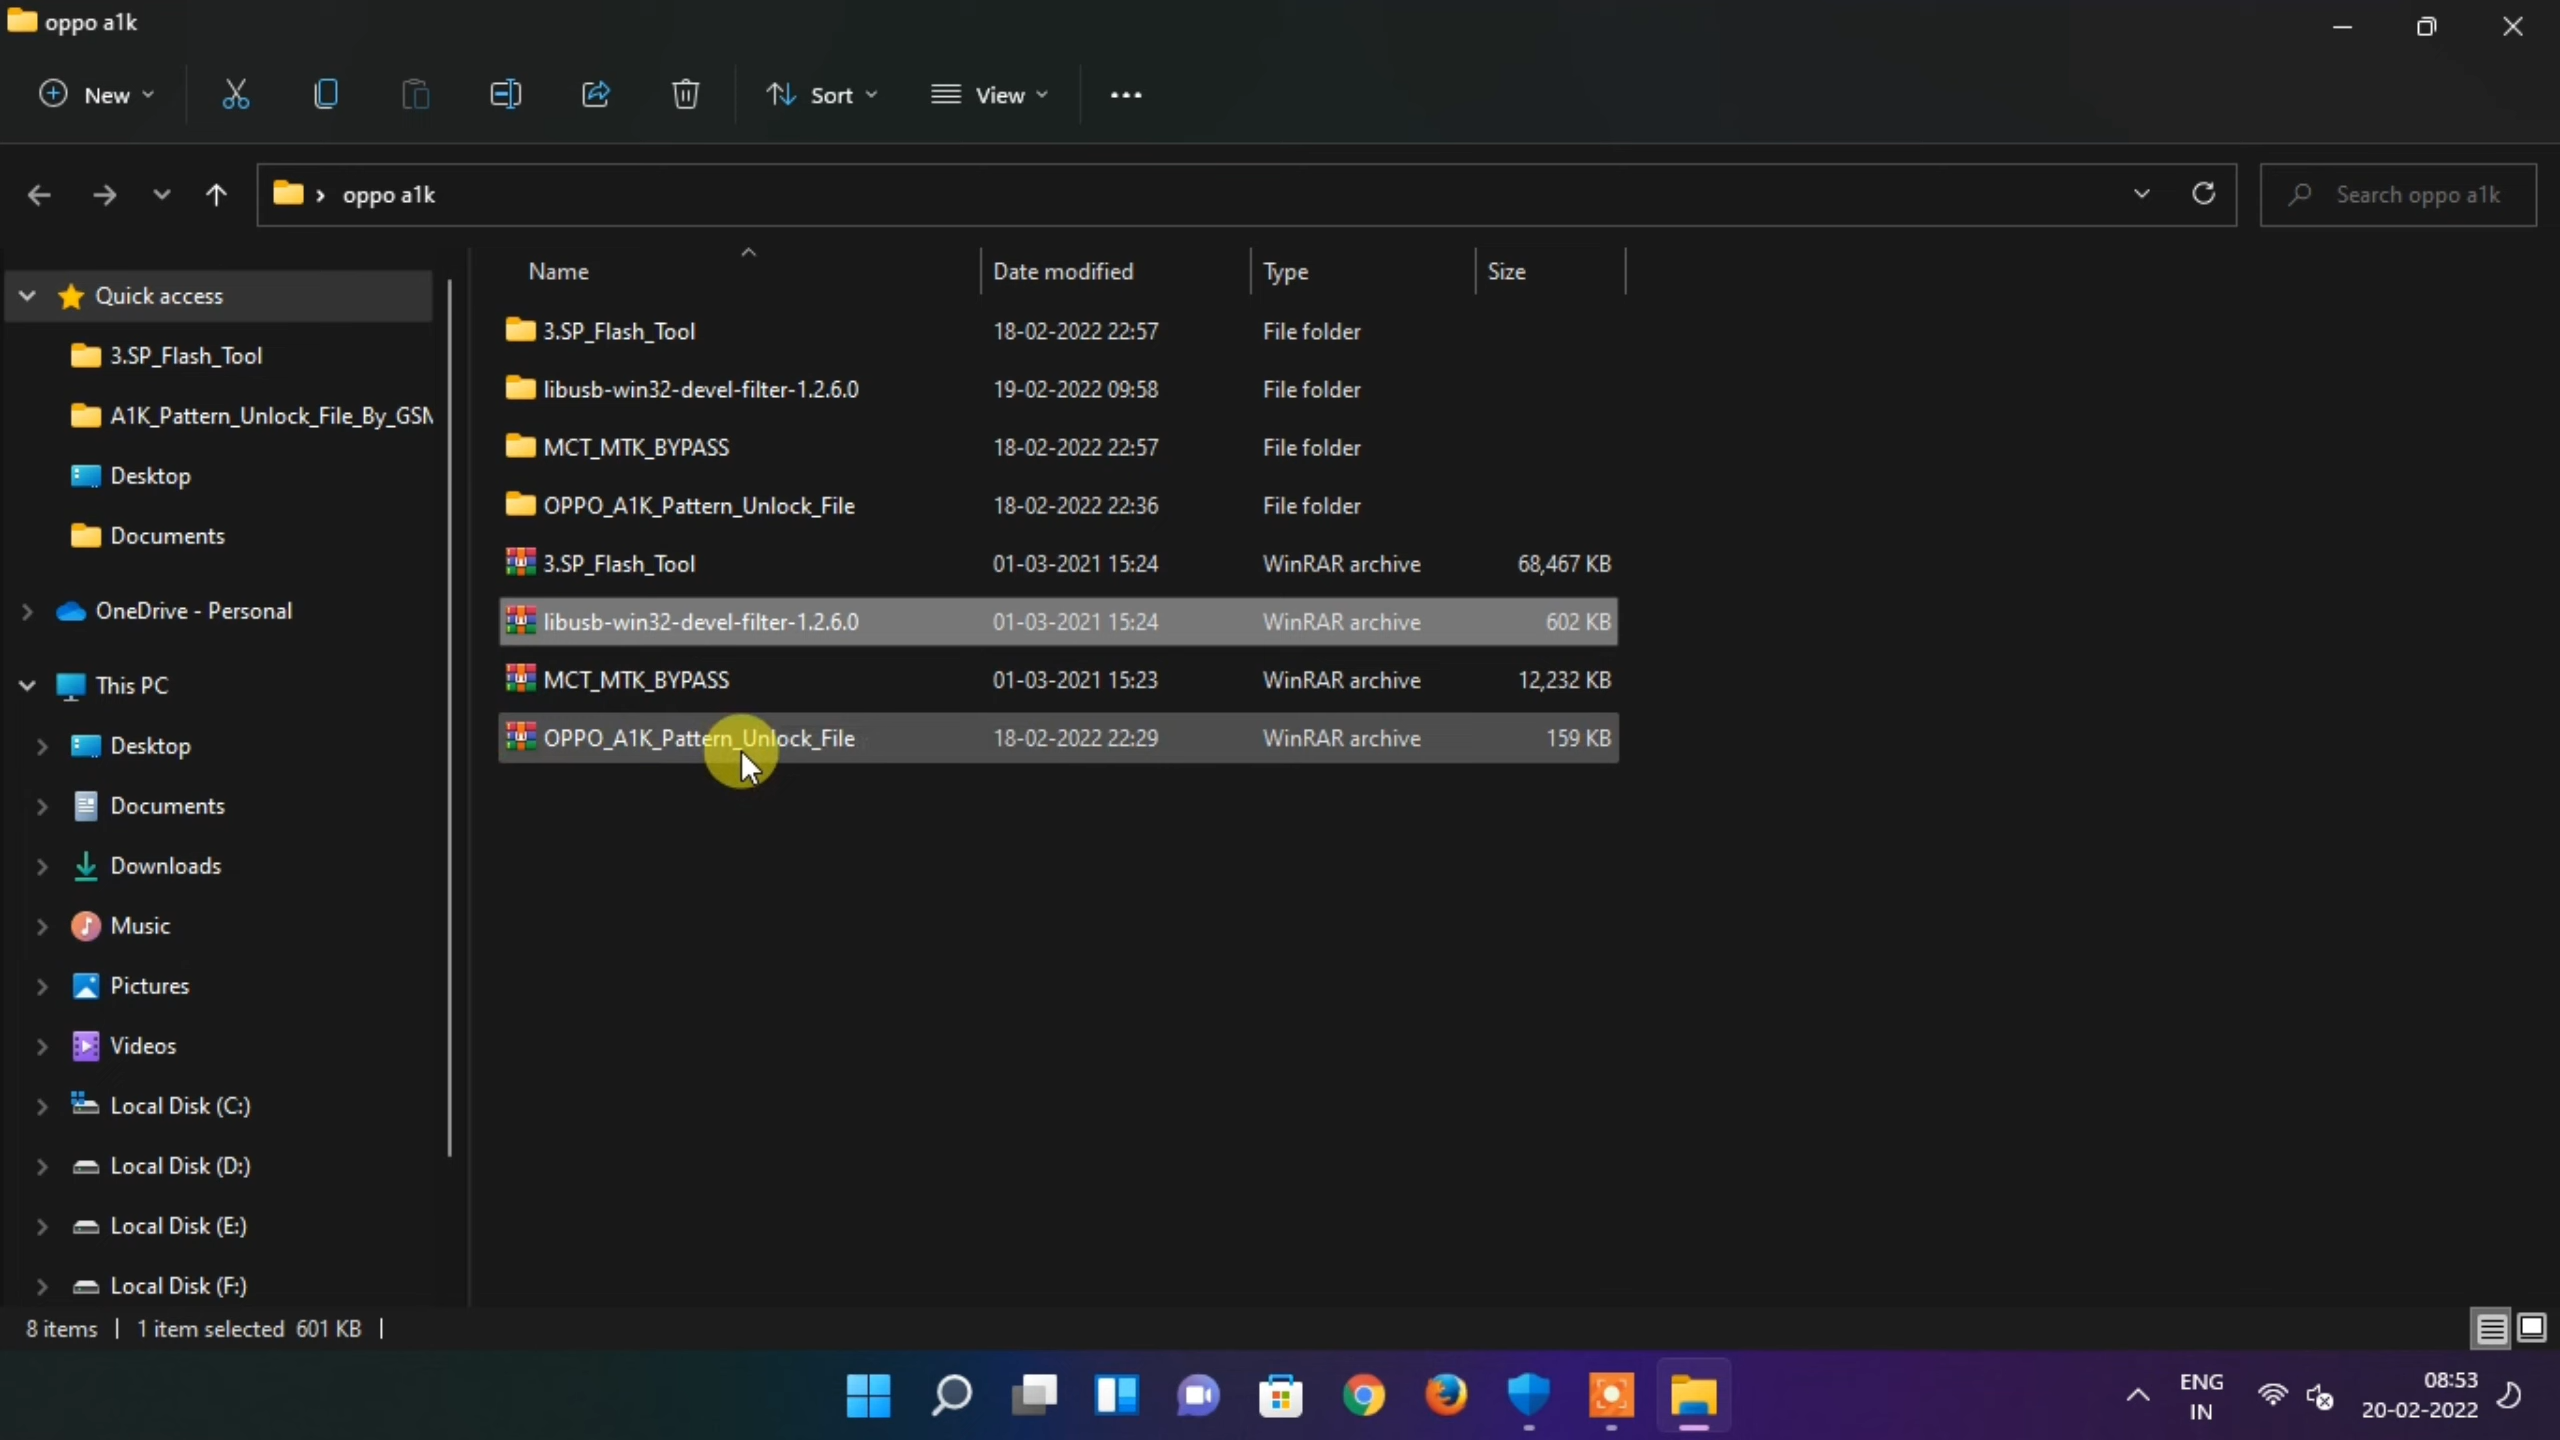 oppo a1k
New
Sort
View
oppo a1k
Search oppo a1k
Name Date modified Type Size
Quick access
3.SP_Flash_Tool
A1K_Pattern_Unlock_File_By_GSM
Desktop
Documents
OneDrive - Personal
This PC
Desktop
Documents
Downloads
Music
Pictures
Videos
Local Disk (C:)
Local Disk (D:)
Local Disk (E:)
Local Disk (F:)
3.SP_Flash_Tool 18-02-2022 22:57 File folder
libusb-win32-devel-filter-1.2.6.0 19-02-2022 09:58 File folder
MCT_MTK_BYPASS 18-02-2022 22:57 File folder
OPPO_A1K_Pattern_Unlock_File 18-02-2022 22:36 File folder
3.SP_Flash_Tool 01-03-2021 15:24 WinRAR archive 68,467 KB
libusb-win32-devel-filter-1.2.6.0 01-03-2021 15:24 WinRAR archive 602 KB
MCT_MTK_BYPASS 01-03-2021 15:23 WinRAR archive 12,232 KB
OPPO_A1K_Pattern_Unlock_File 18-02-2022 22:29 WinRAR archive 159 KB
8 items 1 item selected 601 KB
ENG
IN
08:53
20-02-2022